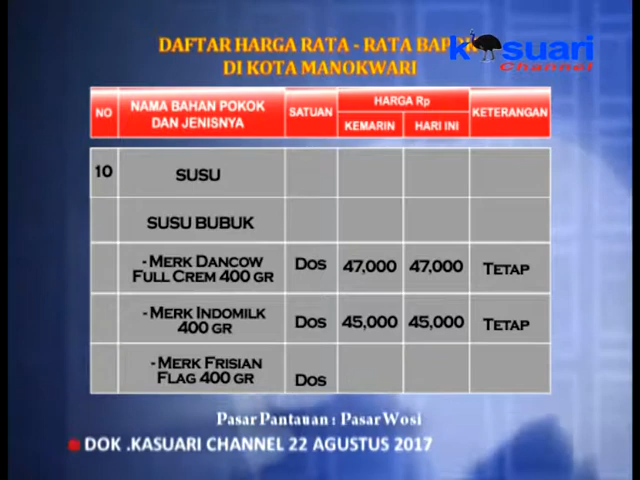 DAFTAR HARGA RATA - RATA
DI KOTA MANOKWARI
kasuari
Channel
NO
NAMA BAHAN POKOK
DAN JENISNYA
SATUAN
HARGA Rp
KEMARIN
HARI INI
KETERANGAN
10 SUSU
SUSU BUBUK
- MERK DANCOW
FULL CREM 400 GR
DOS 47,000 47,000 TETAP
- MERK INDOMILK
400 GR
DOS 45,000 45,000 TETAP
- MERK FRISIAN
FLAG 400 GR
DOS
Pasar Pantauan : Pasar Wosi
DOK .KASUARI CHANNEL 22 AGUSTUS 2017